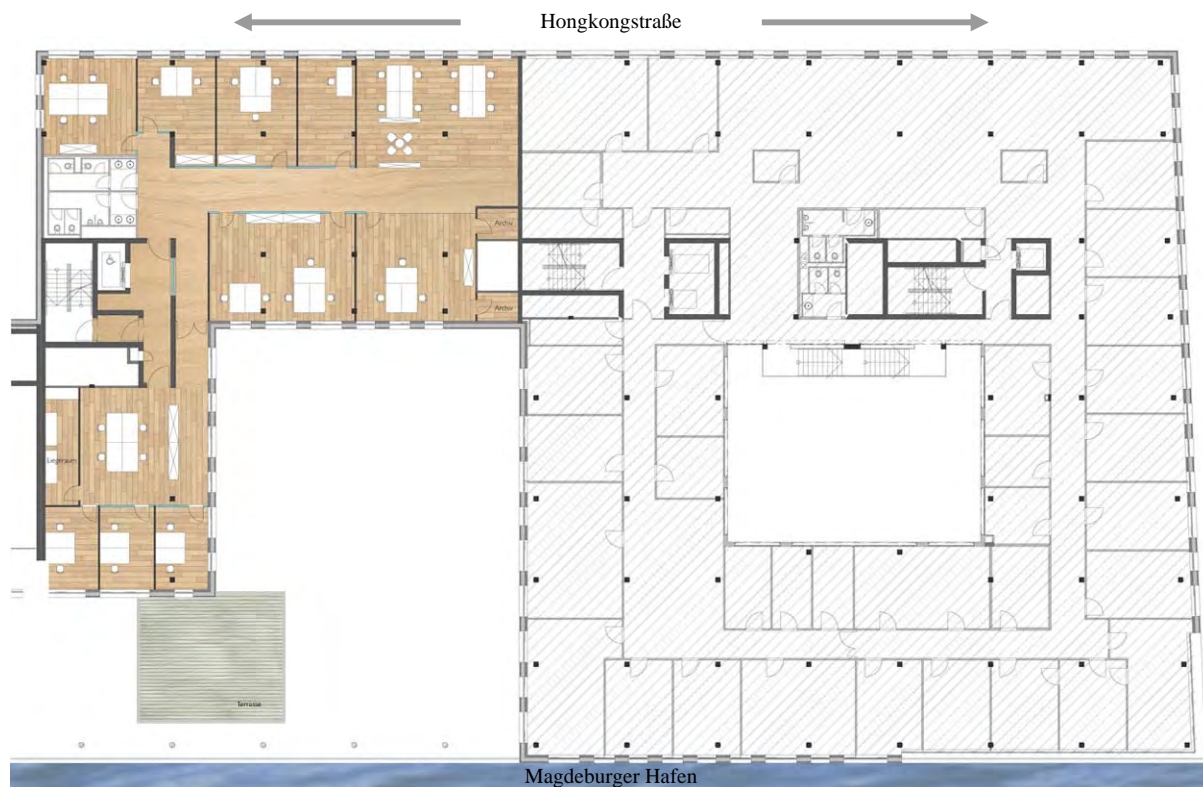 Hongkongstraße
Archiv
Archiv
Liegeraum
Terrasse
Magdeburger Hafen